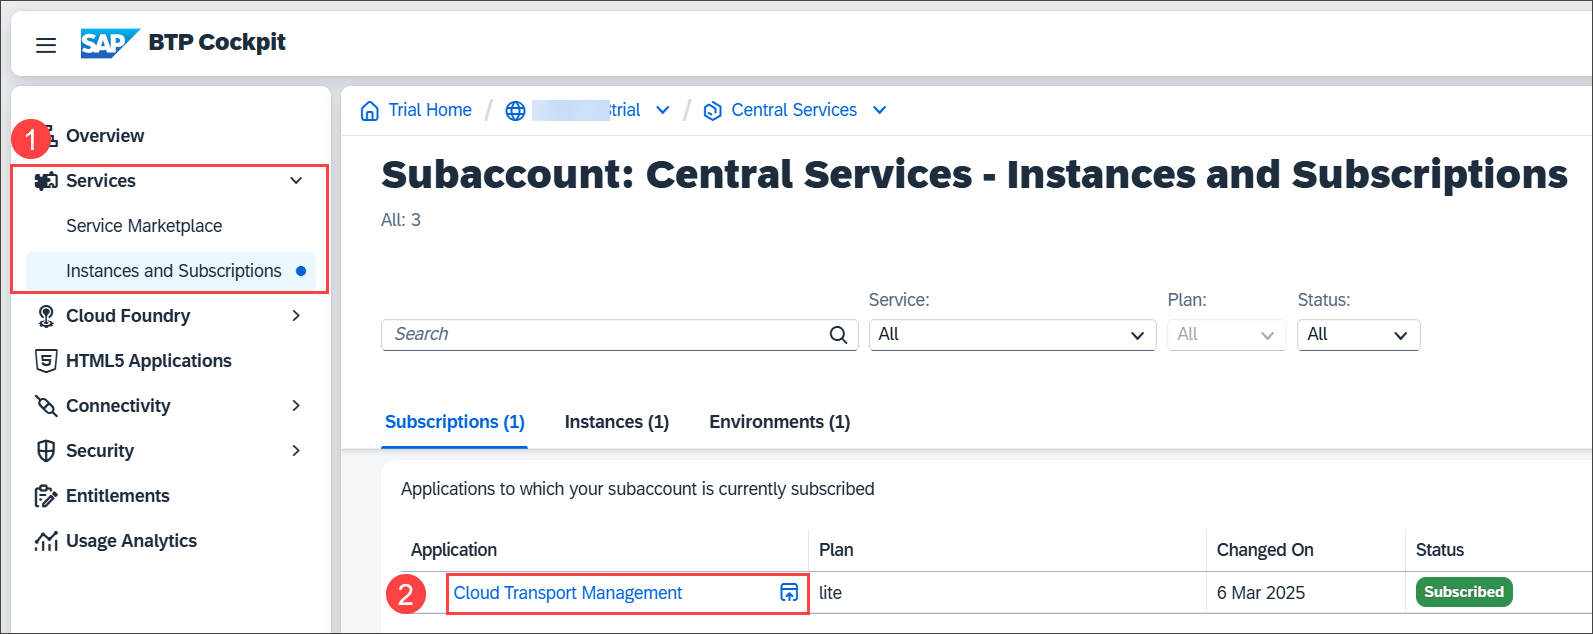 SAP BTP Cockpit
Trial Home / trial / Central Services
1
Overview
Services
Service Marketplace
Instances and Subscriptions
Cloud Foundry
HTML5 Applications
Connectivity
Security
Entitlements
Usage Analytics
Subaccount: Central Services - Instances and Subscriptions
All: 3
Service: Plan: Status:
Search All All All
Subscriptions (1) Instances (1) Environments (1)
Applications to which your subaccount is currently subscribed
Application Plan Changed On Status
2 Cloud Transport Management lite 6 Mar 2025 Subscribed